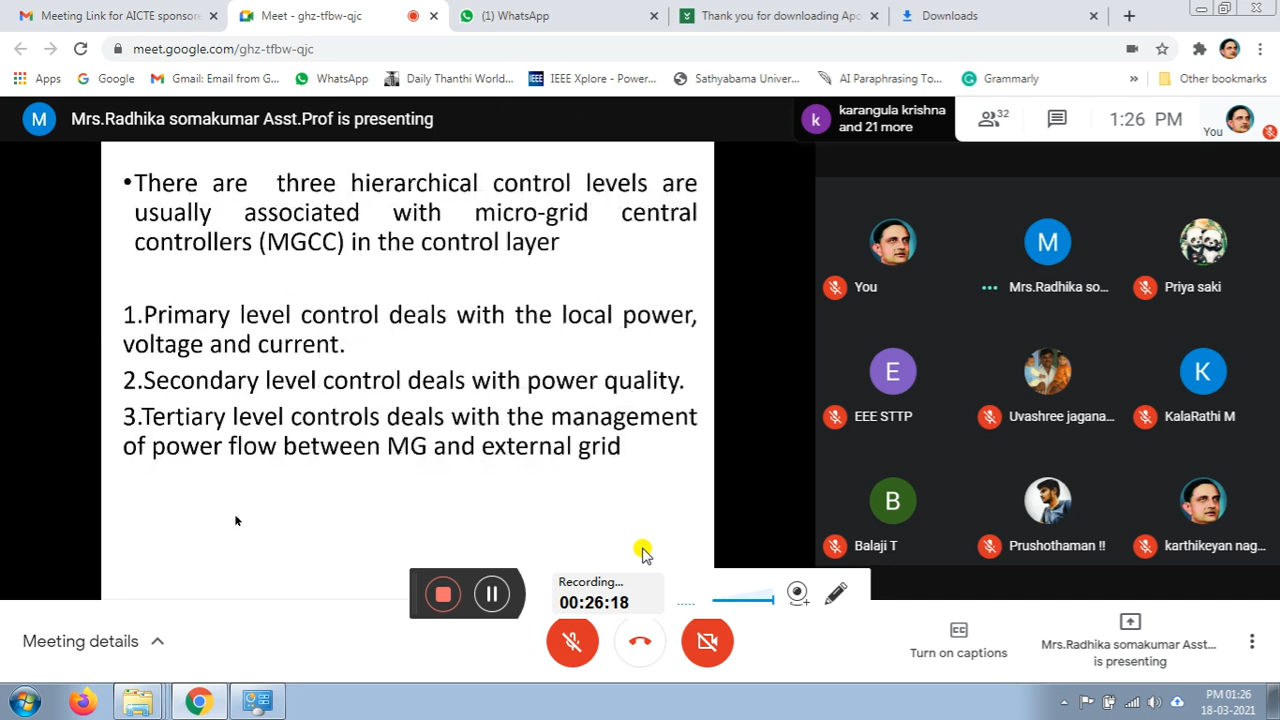 Meeting Link for AICTE sponsor
Meet - ghz-tfbw-qjc
(1) WhatsApp
Thank you for downloading Apo
Downloads
meet.google.com/ghz-tfbw-qjc
Apps
Google
Gmail: Email from G...
WhatsApp
Daily Thanthi World...
IEEE Xplore - Power...
Sathyabama Univer...
AI Paraphrasing To...
Grammarly
»
Other bookmarks
M
Mrs.Radhika somakumar Asst.Prof is presenting
k
karangula krishna
and 21 more
32
1:26 PM
You
•There are three hierarchical control levels are
usually associated with micro-grid central
controllers (MGCC) in the control layer
1.Primary level control deals with the local power,
voltage and current.
2.Secondary level control deals with power quality.
3.Tertiary level controls deals with the management
of power flow between MG and external grid
You
M
Mrs.Radhika so...
Priya saki
E
EEE STTP
Uvashree jagana...
K
KalaRathi M
B
Balaji T
Prushothaman !!
karthikeyan nag...
Recording...
00:26:18
Meeting details
Turn on captions
Mrs.Radhika somakumar Asst...
is presenting
PM 01:26
18-03-2021